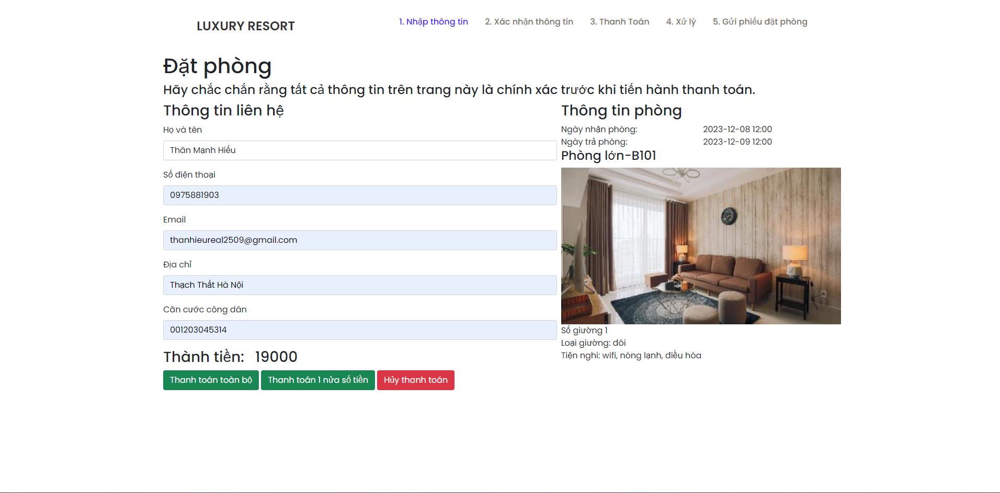 LUXURY RESORT
1. Nhập thông tin
2. Xác nhận thông tin
3. Thanh Toán
4. Xử lý
5. Gửi phiếu đặt phòng
Đặt phòng
Hãy chắc chắn rằng tất cả thông tin trên trang này là chính xác trước khi tiến hành thanh toán.
Thông tin liên hệ
Họ và tên
Thân Mạnh Hiếu
Số điện thoại
0975881903
Email
thanhieureal2509@gmail.com
Địa chỉ
Thạch Thất Hà Nội
Căn cước công dân
001203045314
Thành tiền: 19000
Thanh toán toàn bộ
Thanh toán 1 nửa số tiền
Hủy thanh toán
Thông tin phòng
Ngày nhận phòng: 2023-12-08 12:00
Ngày trả phòng: 2023-12-09 12:00
Phòng lớn-B101
Số giường 1
Loại giường: đôi
Tiện nghi: wifi, nóng lạnh, điều hòa